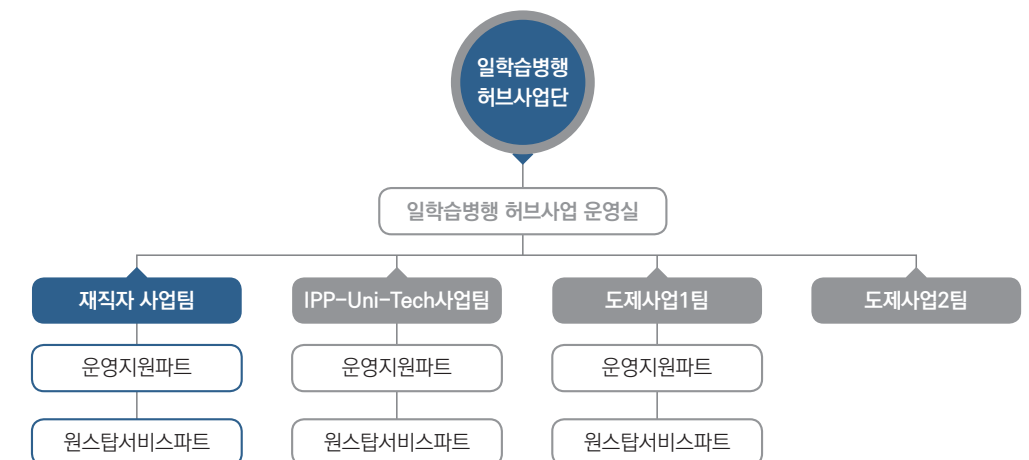 일학습병행
허브사업단
일학습병행 허브사업 운영실
재직자 사업팀
IPP-Uni-Tech사업팀
도제사업1팀
도제사업2팀
운영지원파트
운영지원파트
운영지원파트
원스탑서비스파트
원스탑서비스파트
원스탑서비스파트